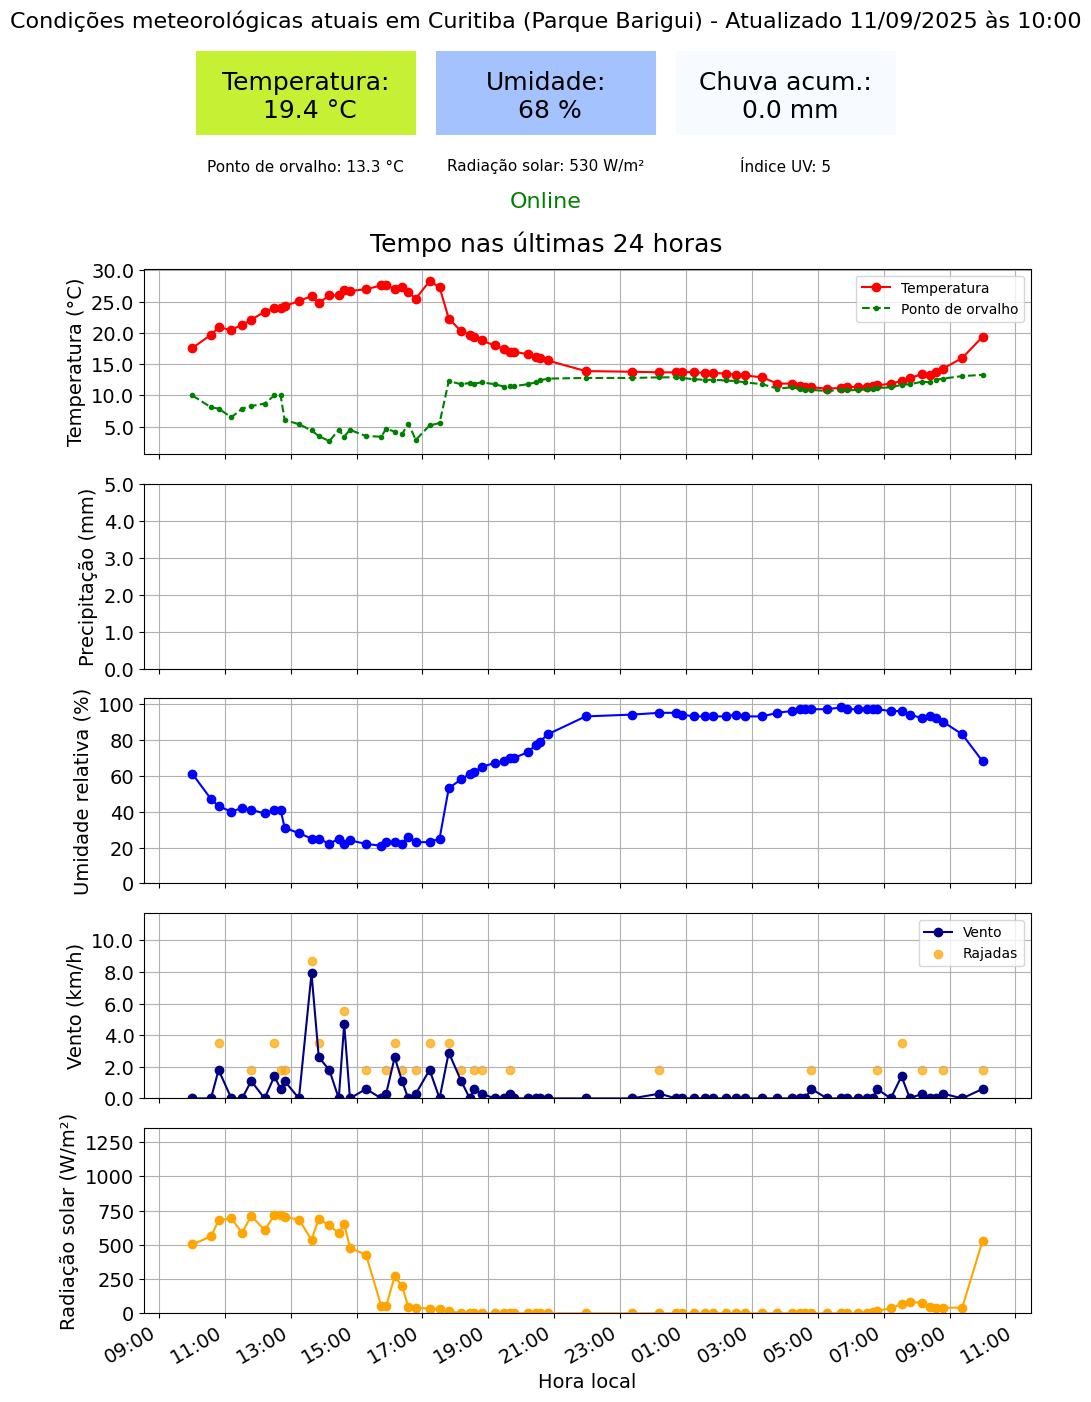 Condições meteorológicas atuais em Curitiba (Parque Barigui) - Atualizado 11/09/2025 às 10:00
Temperatura:
19.4 °C
Umidade:
68 %
Chuva acum.:
0.0 mm
Ponto de orvalho: 13.3 °C
Radiação solar: 530 W/m²
Índice UV: 5
Online
Tempo nas últimas 24 horas
Temperatura (°C)
30.0
25.0
20.0
15.0
10.0
5.0
Temperatura
Ponto de orvalho
Precipitação (mm)
5.0
4.0
3.0
2.0
1.0
0.0
Umidade relativa (%)
100
80
60
40
20
0
Vento (km/h)
10.0
8.0
6.0
4.0
2.0
0.0
Vento
Rajadas
Radiação solar (W/m²)
1250
1000
750
500
250
0
09:00
11:00
13:00
15:00
17:00
19:00
21:00
23:00
01:00
03:00
05:00
07:00
09:00
11:00
Hora local